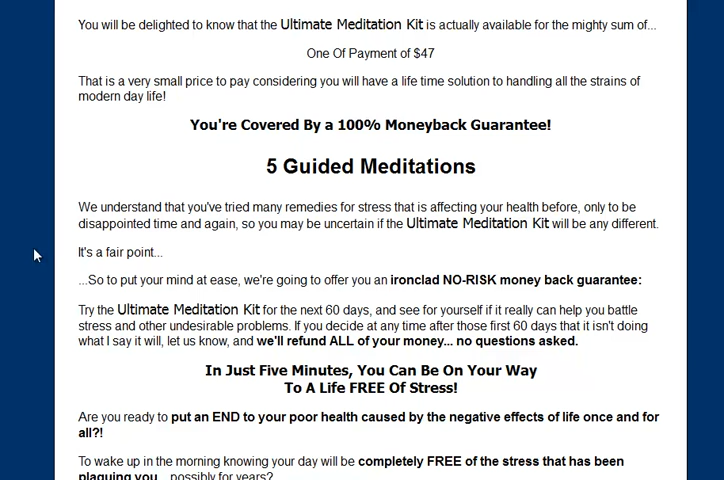 You will be delighted to know that the Ultimate Meditation Kit is actually available for the mighty sum of...
One Of Payment of $47
That is a very small price to pay considering you will have a life time solution to handling all the strains of
modern day life!
You're Covered By a 100% Moneyback Guarantee!
5 Guided Meditations
We understand that you've tried many remedies for stress that is affecting your health before, only to be
disappointed time and again, so you may be uncertain if the Ultimate Meditation Kit will be any different.
It's a fair point...
...So to put your mind at ease, we're going to offer you an ironclad NO-RISK money back guarantee:
Try the Ultimate Meditation Kit for the next 60 days, and see for yourself if it really can help you battle
stress and other undesirable problems. If you decide at any time after those first 60 days that it isn't doing
what I say it will, let us know, and we'll refund ALL of your money... no questions asked.
In Just Five Minutes, You Can Be On Your Way
To A Life FREE Of Stress!
Are you ready to put an END to your poor health caused by the negative effects of life once and for
all?!
To wake up in the morning knowing your day will be completely FREE of the stress that has been
plaguing you... possibly for years?